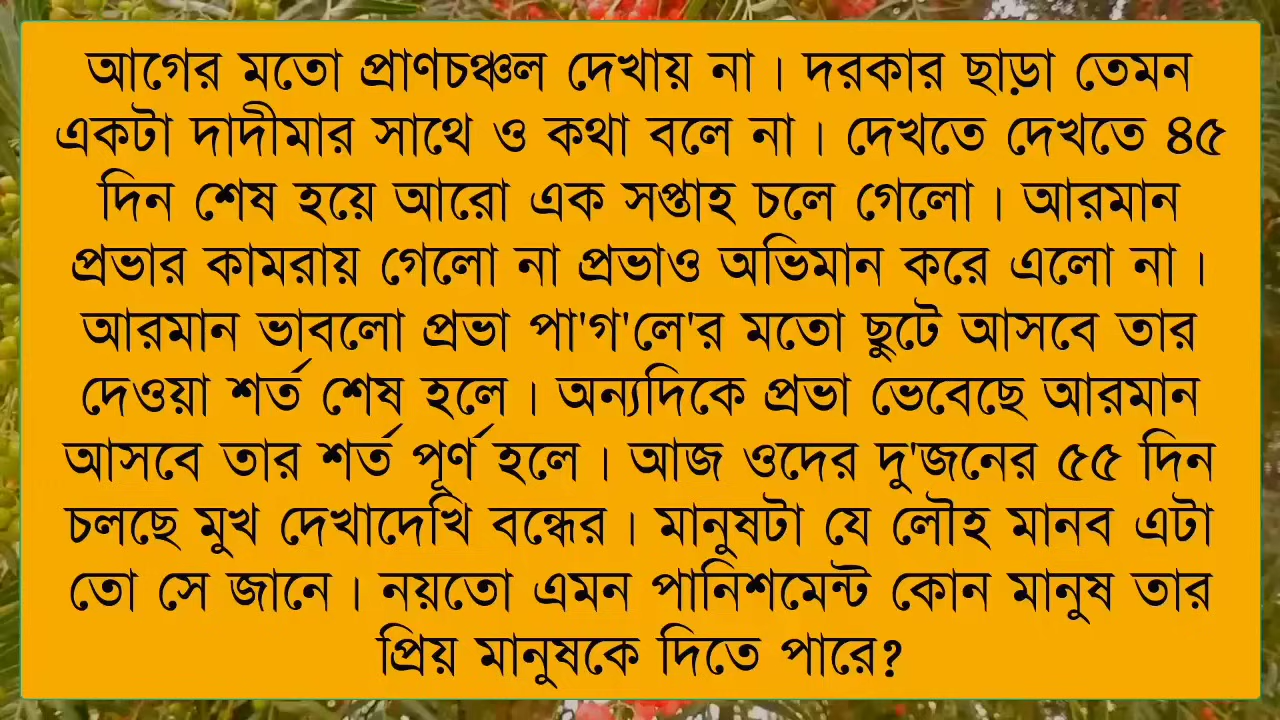 আগের মতো প্রাণচঞ্চল দেখায় না। দরকার ছাড়া তেমন
একটা দাদীমার সাথে ও কথা বলে না। দেখতে দেখতে ৪৫
দিন শেষ হয়ে আরো এক সপ্তাহ চলে গেলো। আরমান
প্রভার কামরায় গেলো না প্রভাও অভিমান করে এলো না।
আরমান ভাবলো প্রভা পা'গ'লে'র মতো ছুটে আসবে তার
দেওয়া শর্ত শেষ হলে। অন্যদিকে প্রভা ভেবেছে আরমান
আসবে তার শর্ত পূর্ণ হলে। আজ ওদের দু'জনের ৫৫ দিন
চলছে মুখ দেখাদেখি বন্ধের। মানুষটা যে লৌহ মানব এটা
তো সে জানে। নয়তো এমন পানিশমেন্ট কোন মানুষ তার
প্রিয় মানুষকে দিতে পারে?